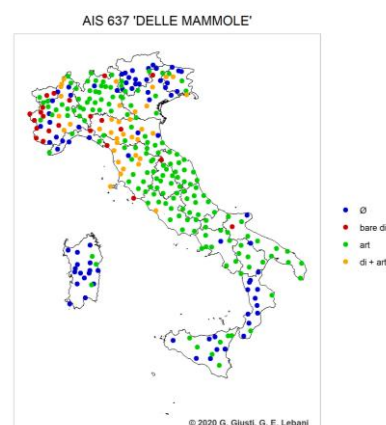 AIS 637 'DELLE MAMMOLE'
Ø
bare di
art
di + art
© 2020 G. Giusti, G. E. Lebani